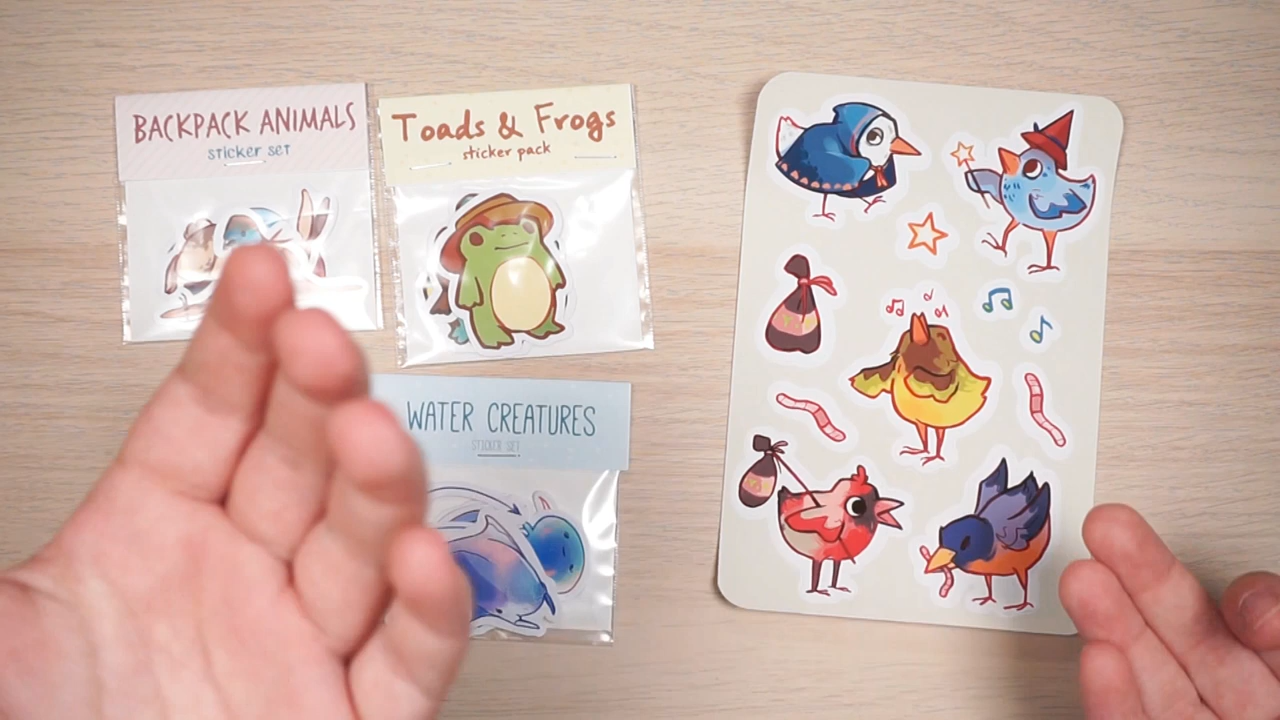 BACKPACK ANIMALS
sticker set
Toads & Frogs
sticker pack
WATER CREATURES
STICKER SET